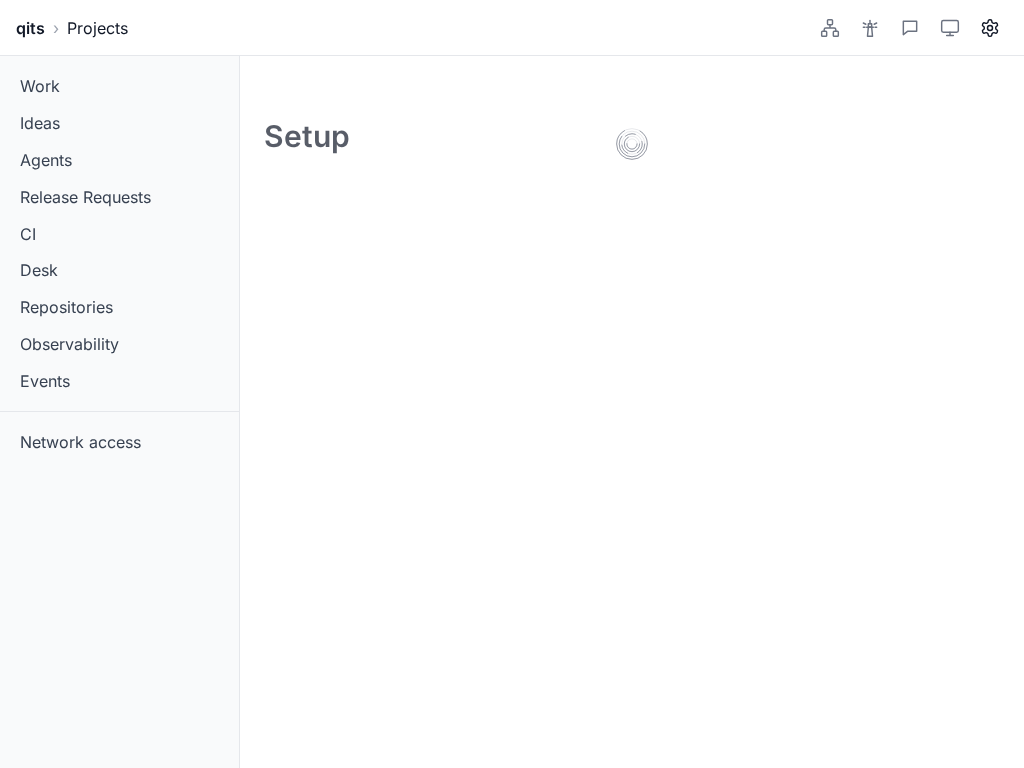 qits › Projects
Work
Ideas
Agents
Release Requests
CI
Desk
Repositories
Observability
Events
Network access
Setup